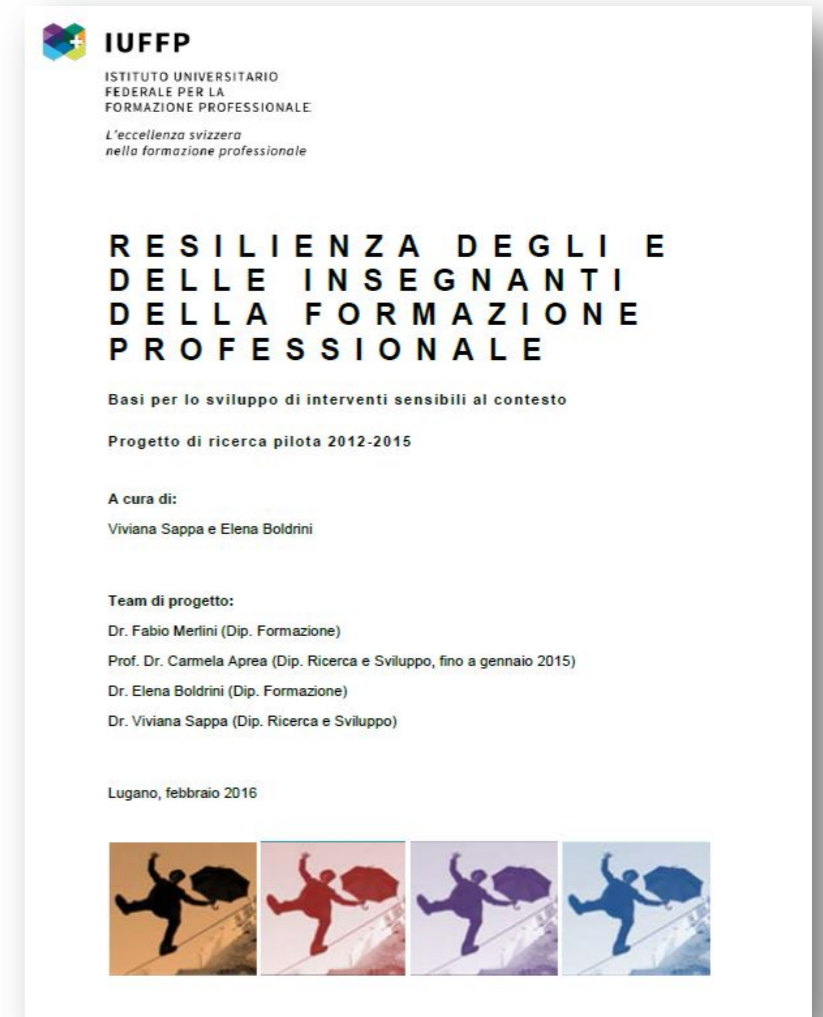 IUFFP
ISTITUTO UNIVERSITARIO
FEDERALE PER LA
FORMAZIONE PROFESSIONALE
L'eccellenza svizzera
nella formazione professionale
RESILIENZA DEGLI E
DELLE INSEGNANTI
DELLA FORMAZIONE
PROFESSIONALE
Basi per lo sviluppo di interventi sensibili al contesto
Progetto di ricerca pilota 2012-2015
A cura di:
Viviana Sappa e Elena Boldrini
Team di progetto:
Dr. Fabio Merlini (Dip. Formazione)
Prof. Dr. Carmela Aprea (Dip. Ricerca e Sviluppo, fino a gennaio 2015)
Dr. Elena Boldrini (Dip. Formazione)
Dr. Viviana Sappa (Dip. Ricerca e Sviluppo)
Lugano, febbraio 2016